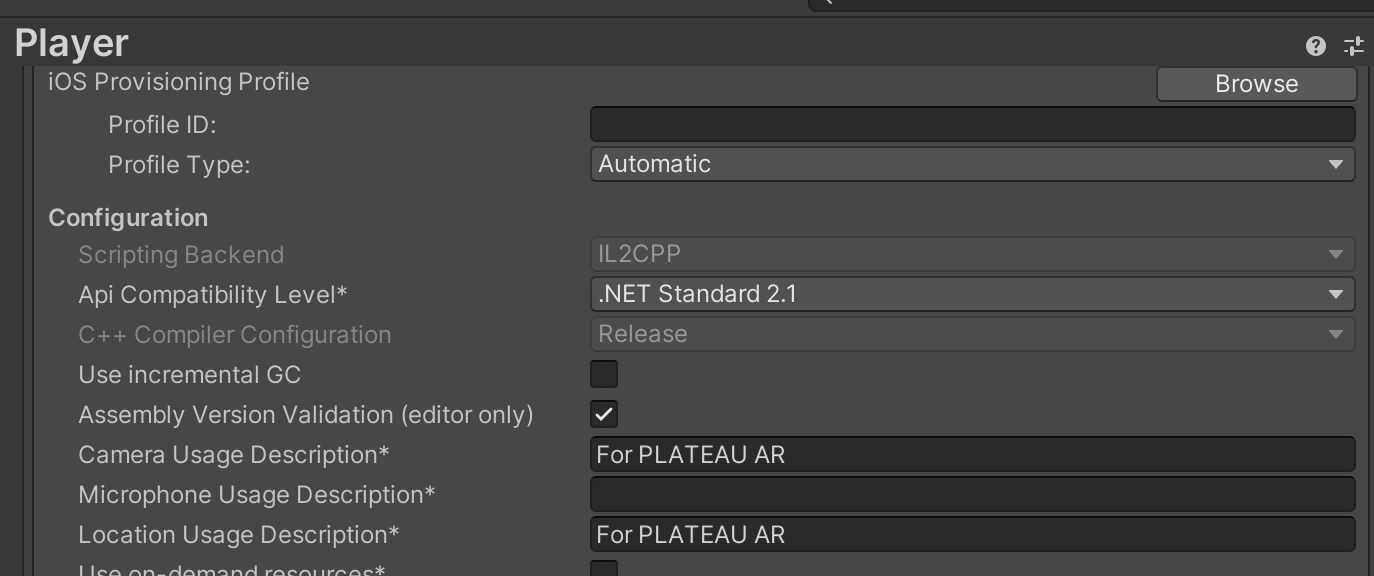 Player
iOS Provisioning Profile Browse
Profile ID:
Profile Type: Automatic
Configuration
Scripting Backend IL2CPP
Api Compatibility Level* .NET Standard 2.1
C++ Compiler Configuration Release
Use incremental GC
Assembly Version Validation (editor only)
Camera Usage Description* For PLATEAU AR
Microphone Usage Description*
Location Usage Description* For PLATEAU AR
Use on-demand resources*